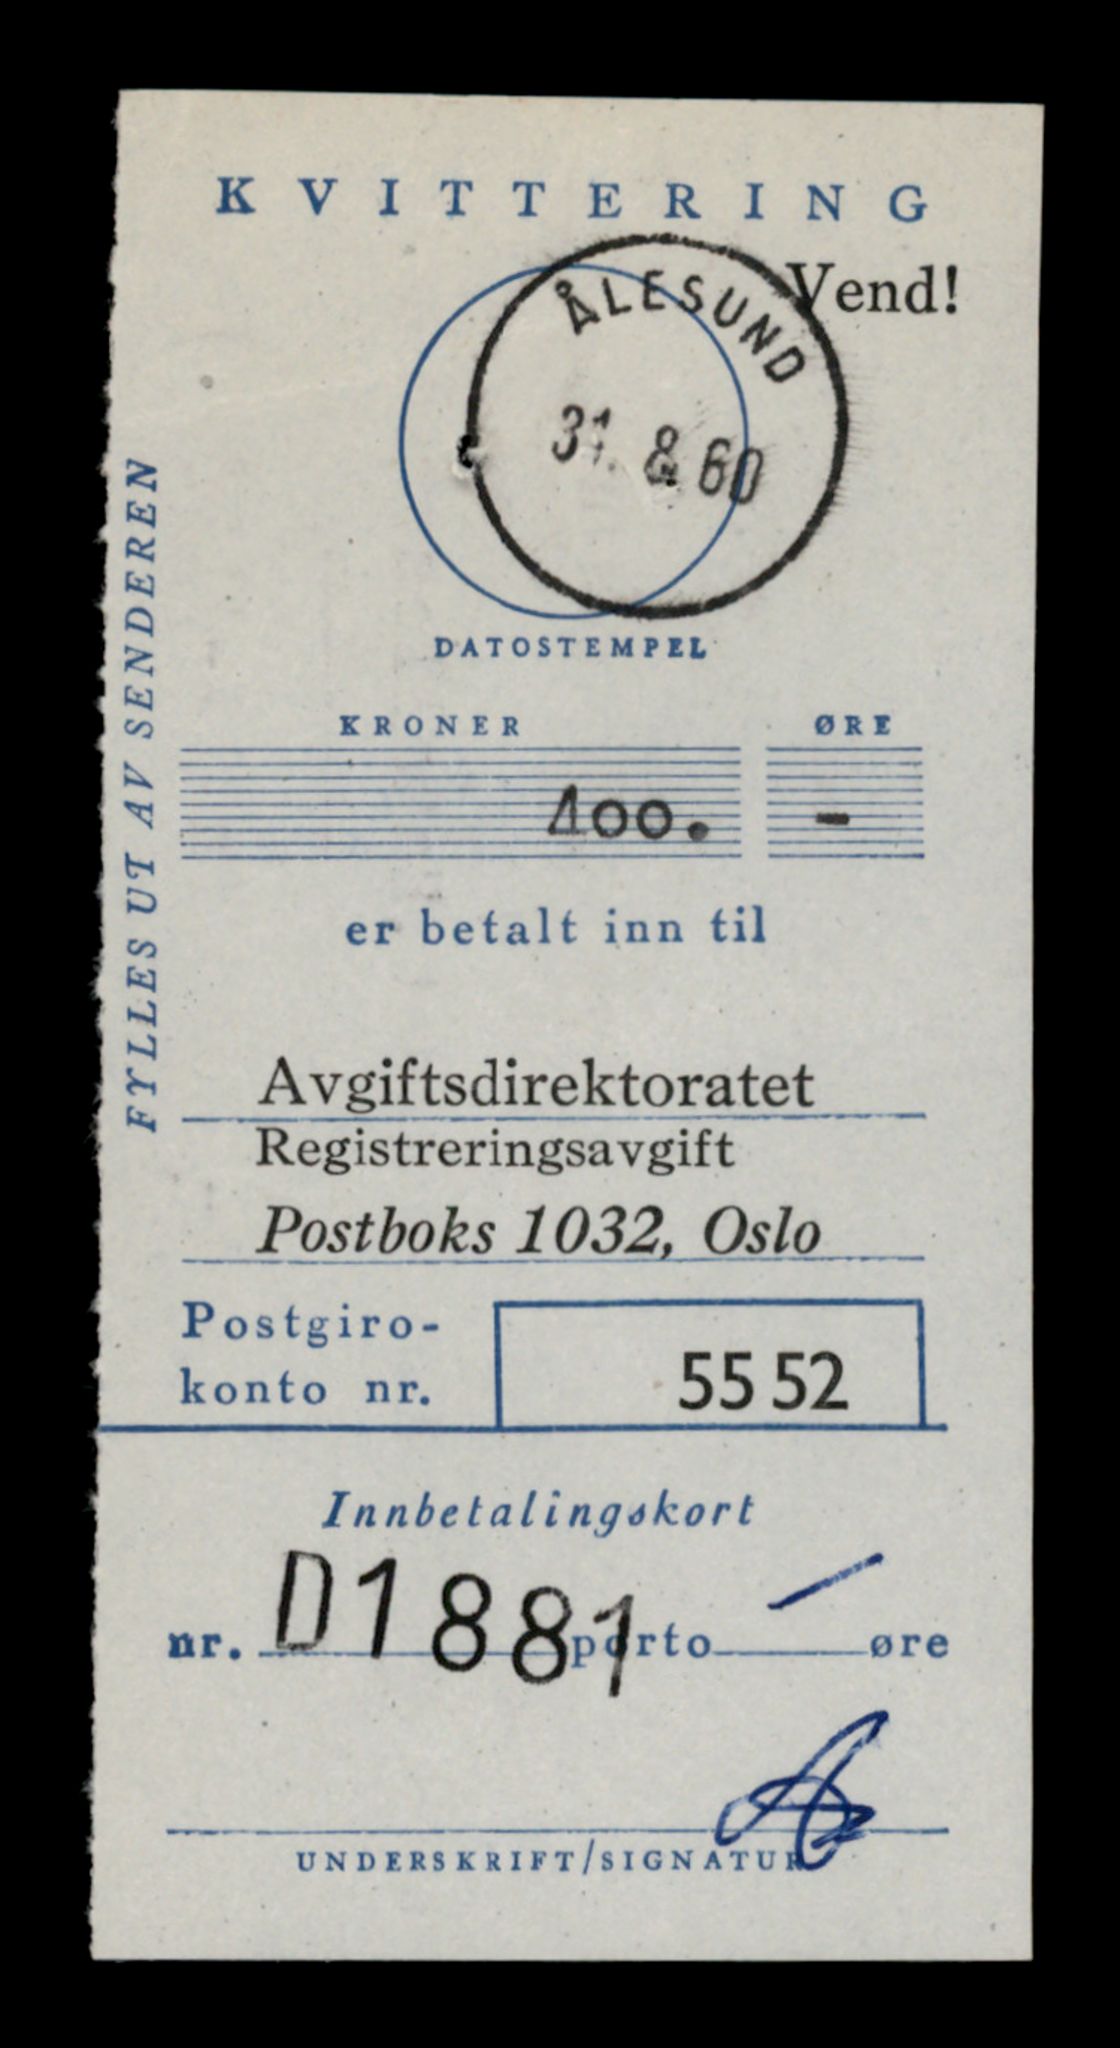 KVITTERING
Vend!
ÅLESUND
31. 8 60
DATOSTEMPEL
FYLLES UT AV SENDEREN
KRONER ØRE
400. -
er betalt inn til
Avgiftsdirektoratet
Registreringsavgift
Postboks 1032, Oslo
Postgiro-
konto nr. 55 52
Innbetalingskort
nr. D1881 porto — øre
UNDERSKRIFT/SIGNATUR